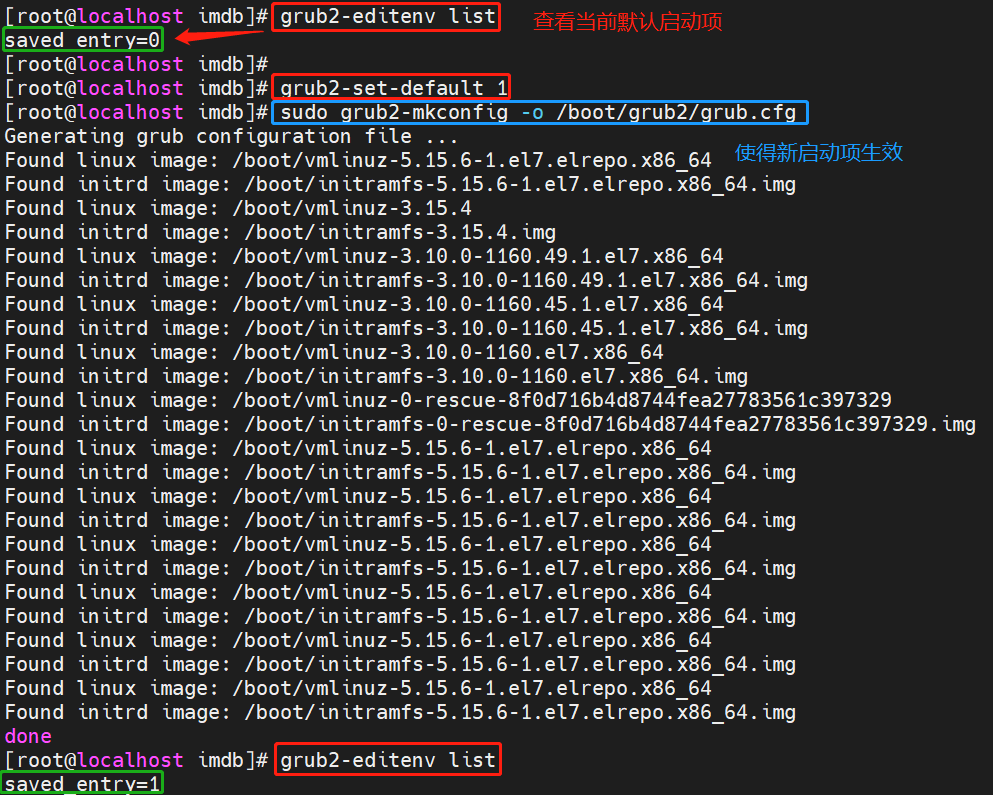 [root@localhost imdb]# grub2-editenv list 查看当前默认启动项
saved_entry=0
[root@localhost imdb]#
[root@localhost imdb]# grub2-set-default 1
[root@localhost imdb]# sudo grub2-mkconfig -o /boot/grub2/grub.cfg
Generating grub configuration file ...
使得新启动项生效
Found linux image: /boot/vmlinuz-5.15.6-1.el7.elrepo.x86_64
Found initrd image: /boot/initramfs-5.15.6-1.el7.elrepo.x86_64.img
Found linux image: /boot/vmlinuz-3.15.4
Found initrd image: /boot/initramfs-3.15.4.img
Found linux image: /boot/vmlinuz-3.10.0-1160.49.1.el7.x86_64
Found initrd image: /boot/initramfs-3.10.0-1160.49.1.el7.x86_64.img
Found linux image: /boot/vmlinuz-3.10.0-1160.45.1.el7.x86_64
Found initrd image: /boot/initramfs-3.10.0-1160.45.1.el7.x86_64.img
Found linux image: /boot/vmlinuz-3.10.0-1160.el7.x86_64
Found initrd image: /boot/initramfs-3.10.0-1160.el7.x86_64.img
Found linux image: /boot/vmlinuz-0-rescue-8f0d716b4d8744fea27783561c397329
Found initrd image: /boot/initramfs-0-rescue-8f0d716b4d8744fea27783561c397329.img
Found linux image: /boot/vmlinuz-5.15.6-1.el7.elrepo.x86_64
Found initrd image: /boot/initramfs-5.15.6-1.el7.elrepo.x86_64.img
Found linux image: /boot/vmlinuz-5.15.6-1.el7.elrepo.x86_64
Found initrd image: /boot/initramfs-5.15.6-1.el7.elrepo.x86_64.img
Found linux image: /boot/vmlinuz-5.15.6-1.el7.elrepo.x86_64
Found initrd image: /boot/initramfs-5.15.6-1.el7.elrepo.x86_64.img
Found linux image: /boot/vmlinuz-5.15.6-1.el7.elrepo.x86_64
Found initrd image: /boot/initramfs-5.15.6-1.el7.elrepo.x86_64.img
Found linux image: /boot/vmlinuz-5.15.6-1.el7.elrepo.x86_64
Found initrd image: /boot/initramfs-5.15.6-1.el7.elrepo.x86_64.img
Found linux image: /boot/vmlinuz-5.15.6-1.el7.elrepo.x86_64
Found initrd image: /boot/initramfs-5.15.6-1.el7.elrepo.x86_64.img
done
[root@localhost imdb]# grub2-editenv list
saved_entry=1